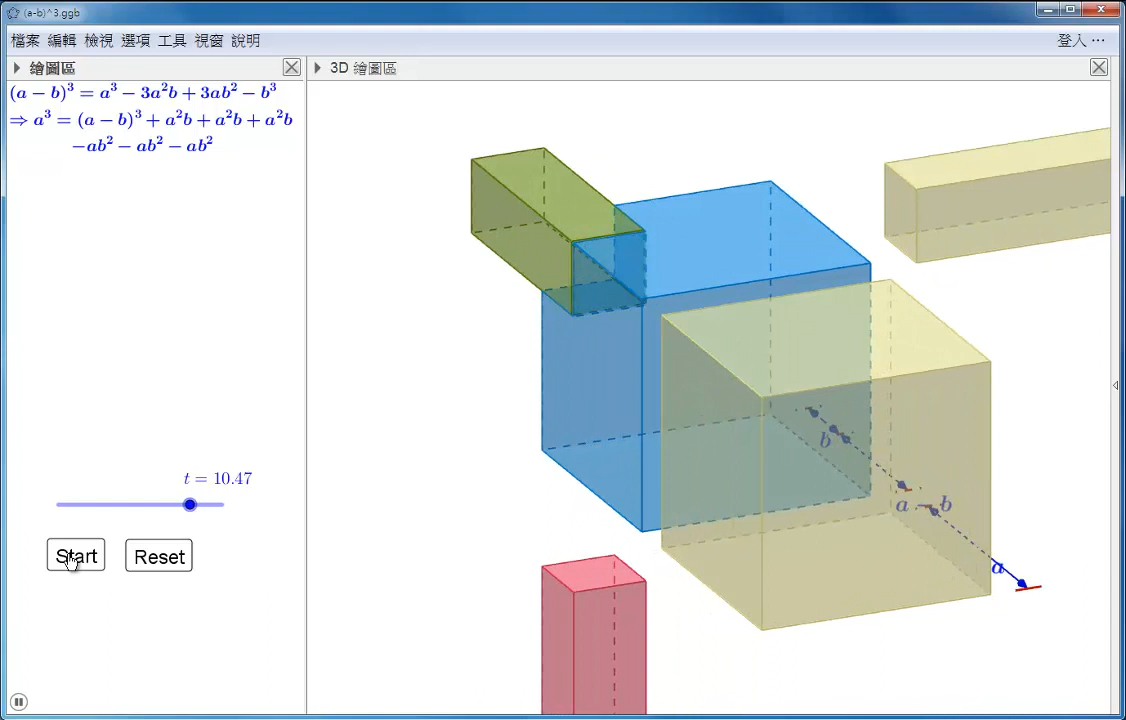 (a-b)^3.ggb
檔案 編輯 檢視 選項 工具 視窗 說明 登入 ...
繪圖區 3D 繪圖區
(a − b)³ = a³ − 3a²b + 3ab² − b³
⇒ a³ = (a − b)³ + a²b + a²b + a²b
−ab² − ab² − ab²
b
a − b
t = 10.47
a
Start Reset